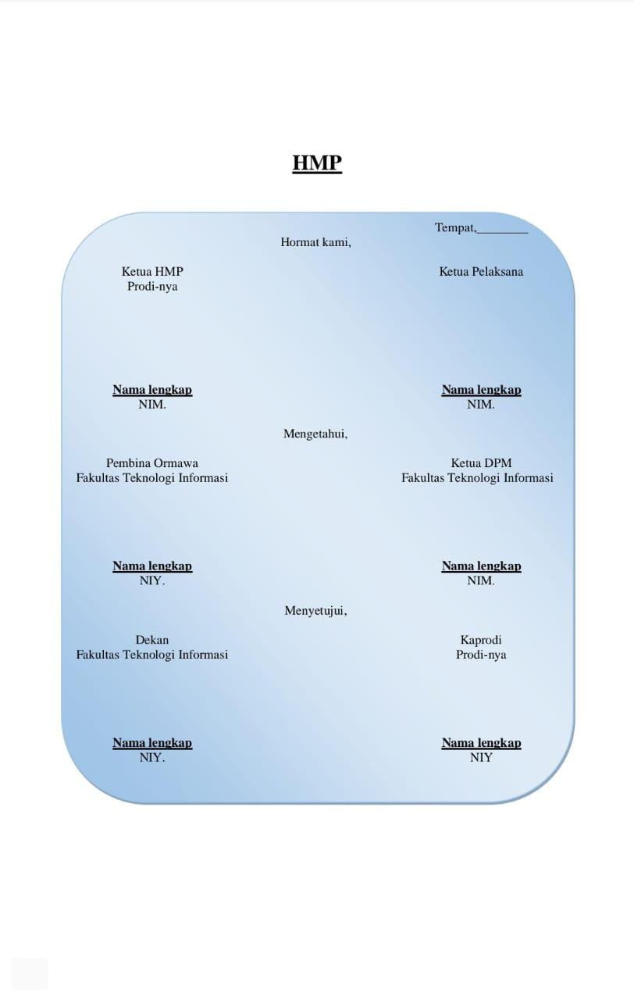 HMP
Tempat,________
Hormat kami,
Ketua HMP
Prodi-nya
Ketua Pelaksana
Nama lengkap
NIM.
Nama lengkap
NIM.
Mengetahui,
Pembina Ormawa
Fakultas Teknologi Informasi
Ketua DPM
Fakultas Teknologi Informasi
Nama lengkap
NIY.
Nama lengkap
NIM.
Menyetujui,
Dekan
Fakultas Teknologi Informasi
Kaprodi
Prodi-nya
Nama lengkap
NIY.
Nama lengkap
NIY